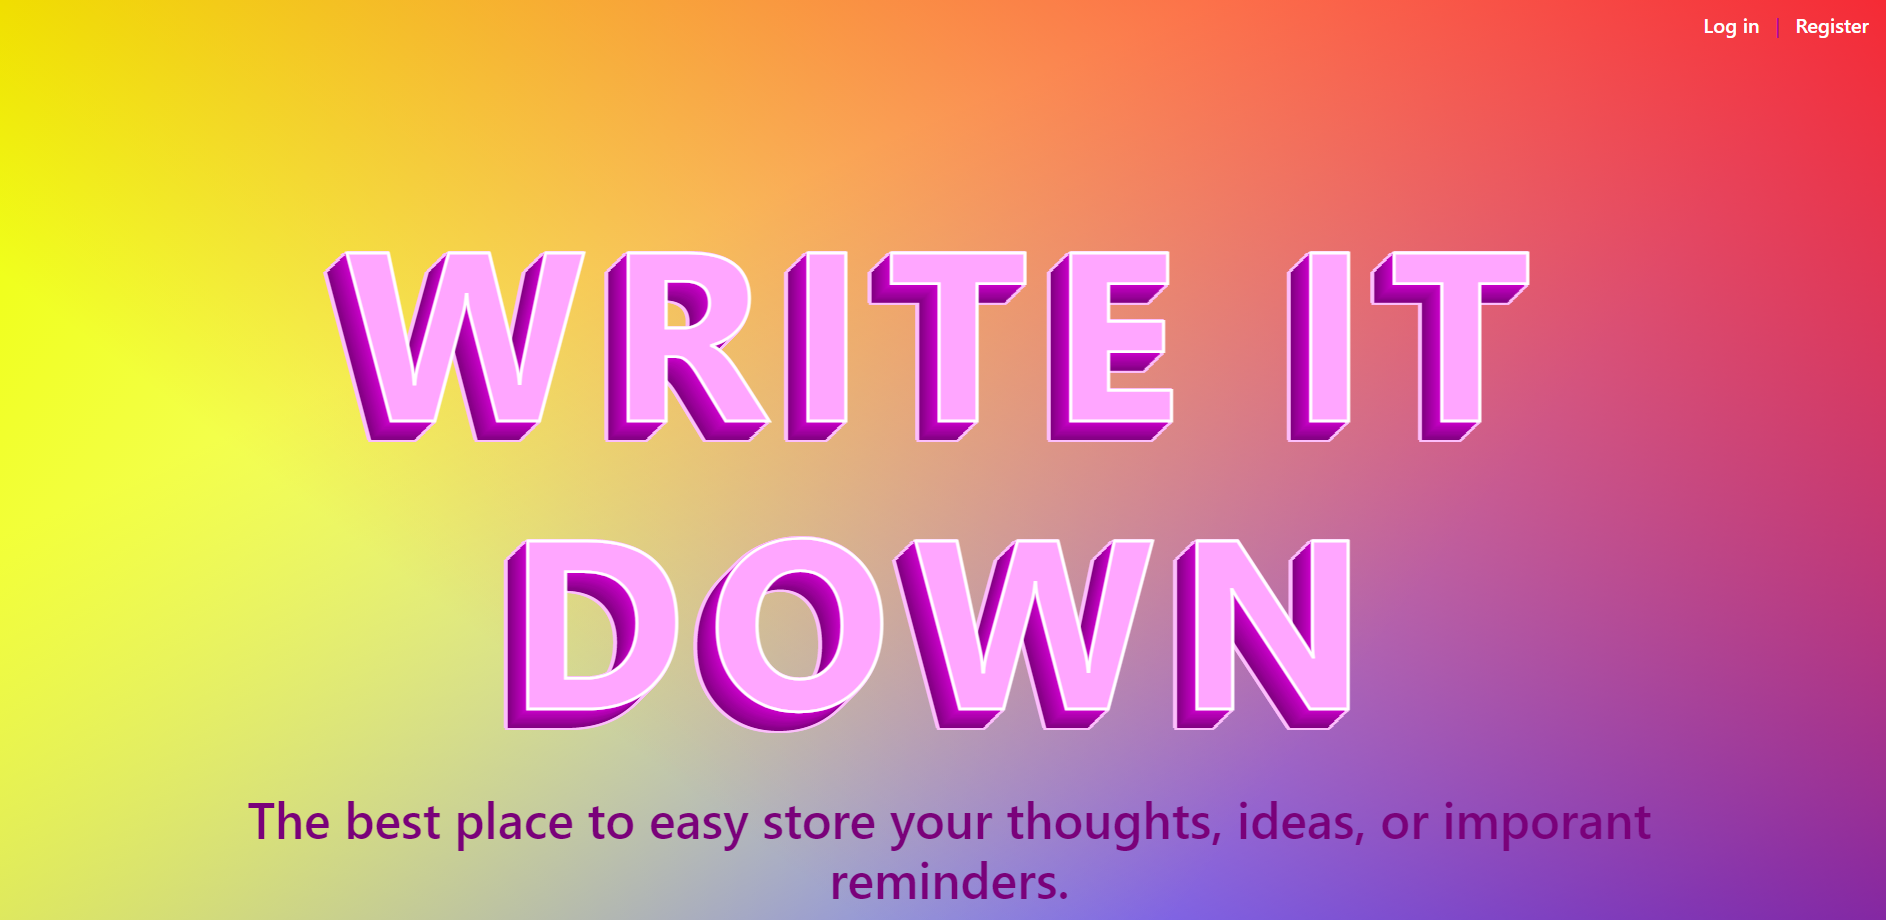 Log in | Register
WRITE IT
DOWN
The best place to easy store your thoughts, ideas, or imporant
reminders.